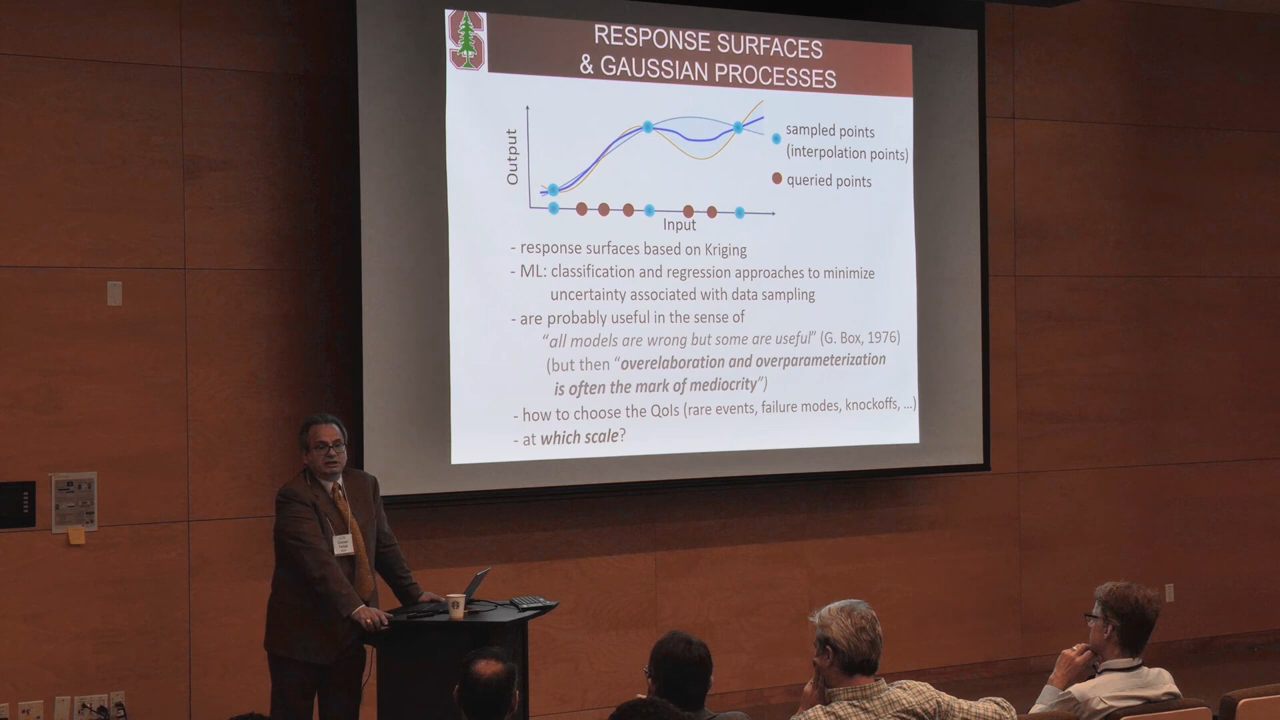 RESPONSE SURFACES
& GAUSSIAN PROCESSES
Output
Input
sampled points
(interpolation points)
queried points
- response surfaces based on Kriging
- ML: classification and regression approaches to minimize
uncertainty associated with data sampling
- are probably useful in the sense of
“all models are wrong but some are useful” (G. Box, 1976)
(but then “overelaboration and overparameterization
is often the mark of mediocrity”)
- how to choose the QoIs (rare events, failure modes, knockoffs, ...)
- at which scale?